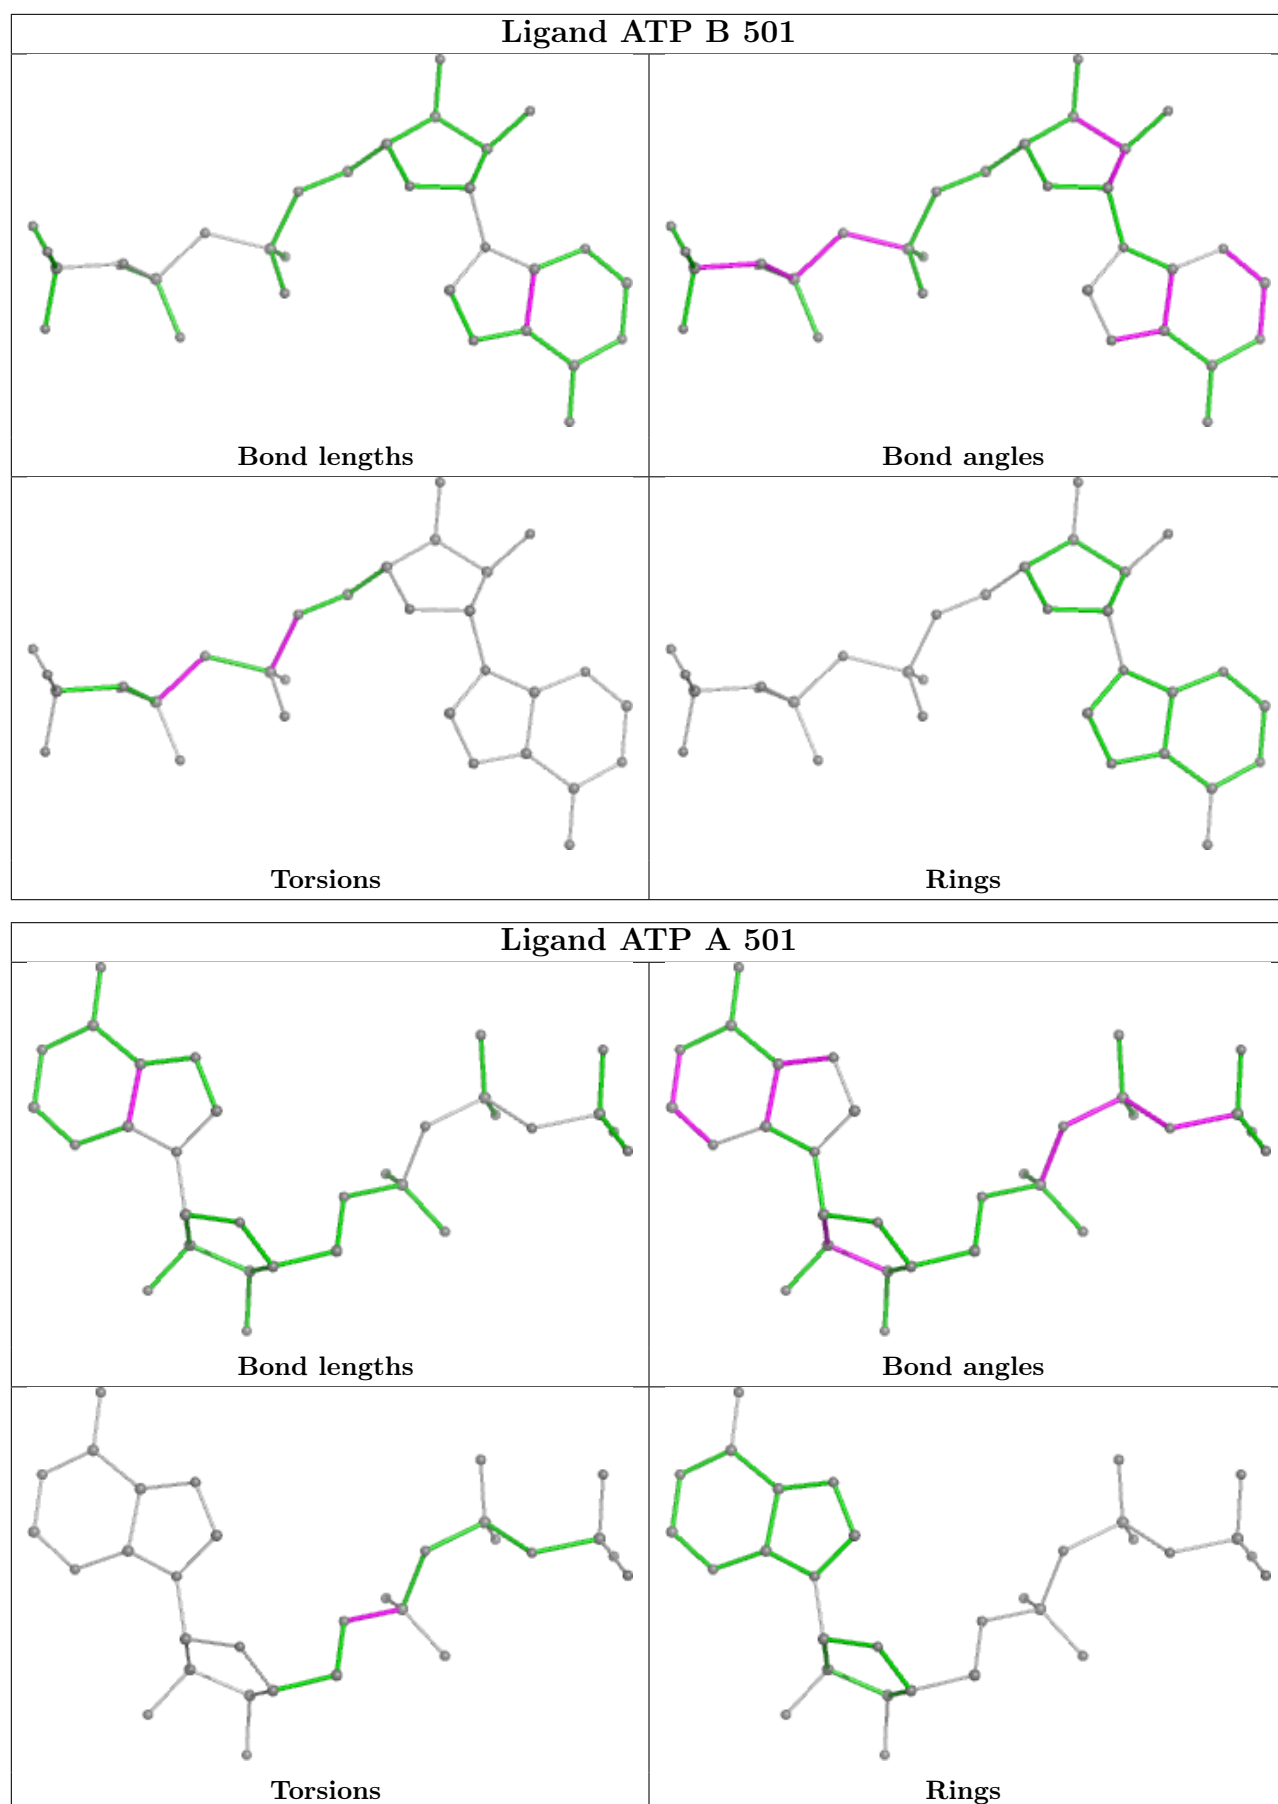 Ligand ATP B 501
Bond lengths
Bond angles
Torsions
Rings
Ligand ATP A 501
Bond lengths
Bond angles
Torsions
Rings